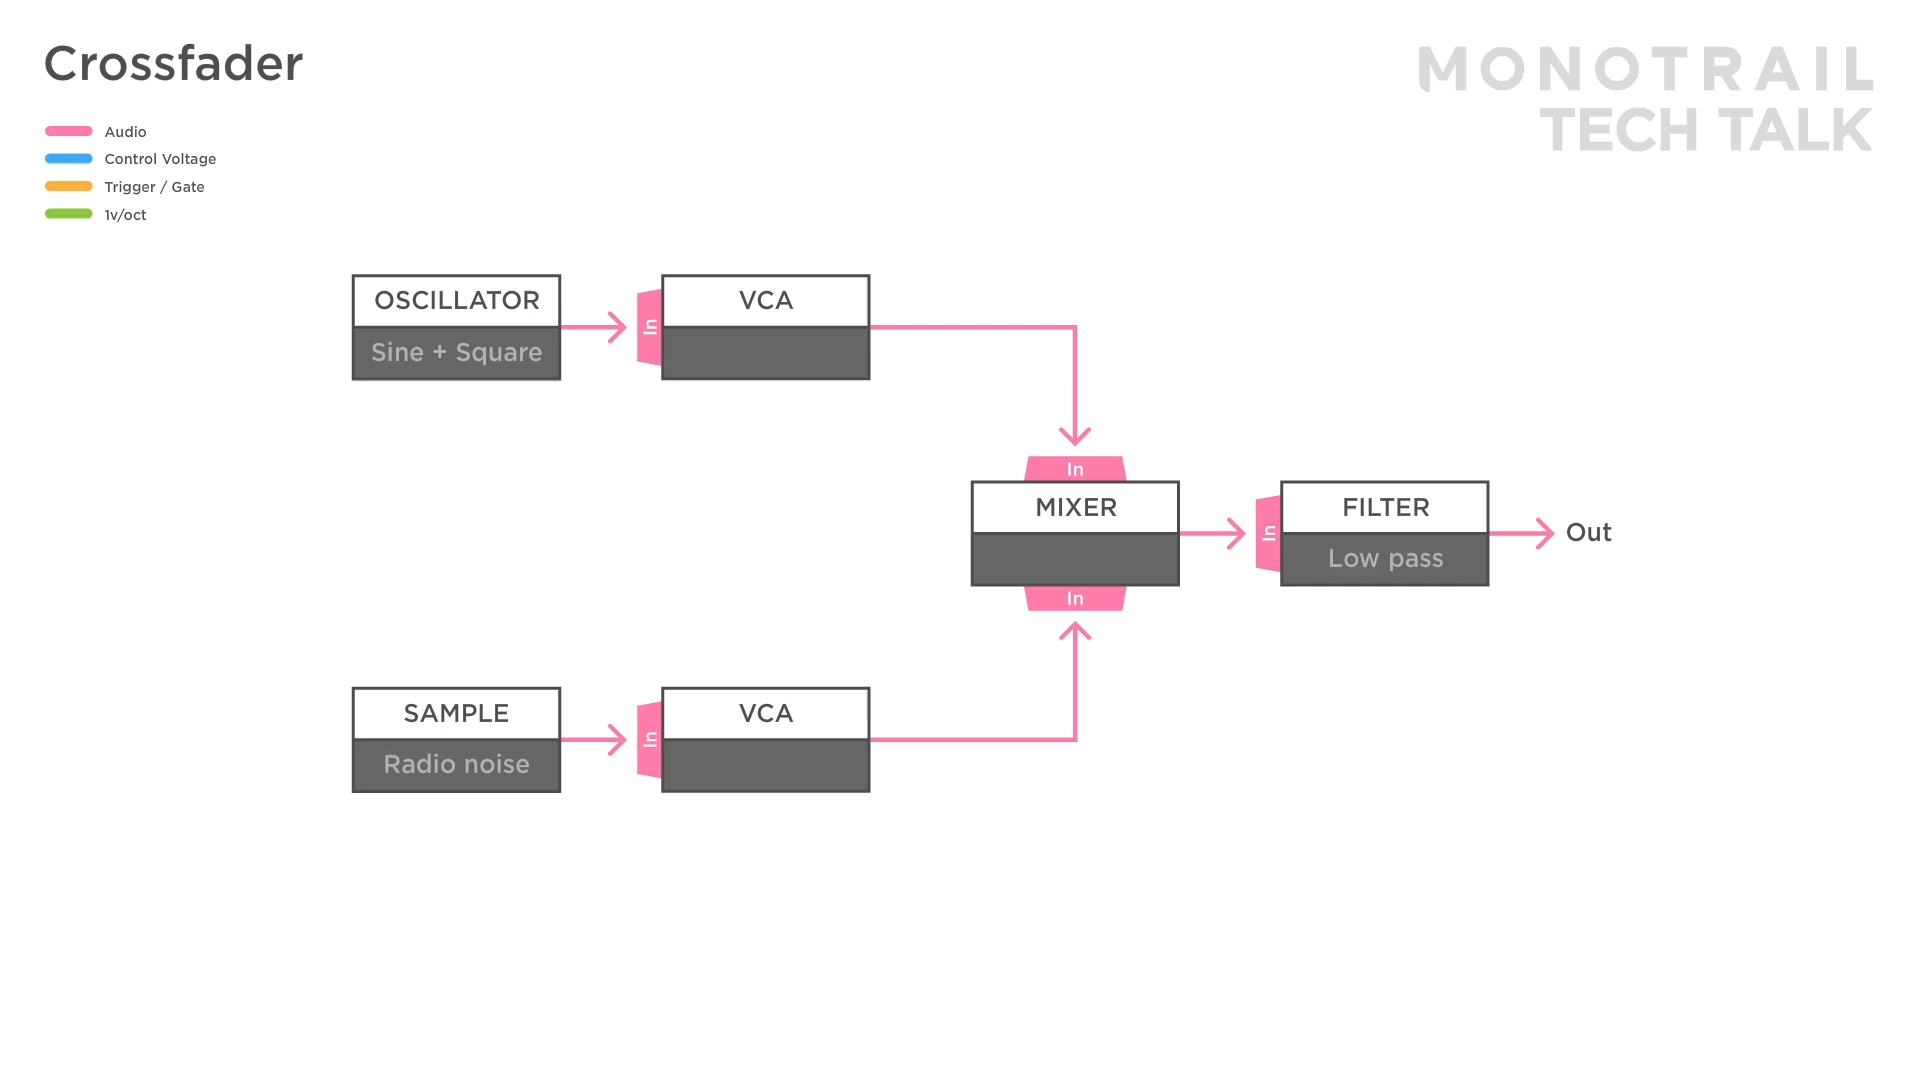 Crossfader
MONOTRAIL
TECH TALK
Audio
Control Voltage
Trigger / Gate
1v/oct
OSCILLATOR
Sine + Square
In
VCA
In
MIXER
In
In
FILTER
Low pass
Out
SAMPLE
Radio noise
In
VCA